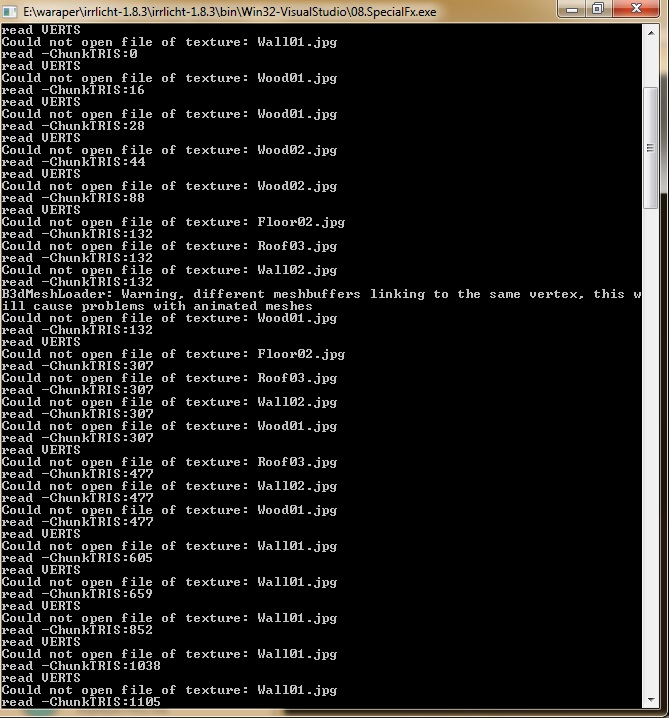 E:\waraper\irrlicht-1.8.3\irrlicht-1.8.3\bin\Win32-VisualStudio\08.SpecialFx.exe
read VERTS
Could not open file of texture: Wall01.jpg
read -ChunkTRIS:0
read VERTS
Could not open file of texture: Wood01.jpg
read -ChunkTRIS:16
read VERTS
Could not open file of texture: Wood01.jpg
read -ChunkTRIS:28
read VERTS
Could not open file of texture: Wood02.jpg
read -ChunkTRIS:44
read VERTS
Could not open file of texture: Wood02.jpg
read -ChunkTRIS:88
read VERTS
Could not open file of texture: Floor02.jpg
read -ChunkTRIS:132
Could not open file of texture: Roof03.jpg
read -ChunkTRIS:132
Could not open file of texture: Wall02.jpg
read -ChunkTRIS:132
B3dMeshLoader: Warning, different meshbuffers linking to the same vertex, this w
ill cause problems with animated meshes
Could not open file of texture: Wood01.jpg
read -ChunkTRIS:132
read VERTS
Could not open file of texture: Floor02.jpg
read -ChunkTRIS:307
Could not open file of texture: Roof03.jpg
read -ChunkTRIS:307
Could not open file of texture: Wall02.jpg
read -ChunkTRIS:307
Could not open file of texture: Wood01.jpg
read -ChunkTRIS:307
read VERTS
Could not open file of texture: Roof03.jpg
read -ChunkTRIS:477
Could not open file of texture: Wall02.jpg
read -ChunkTRIS:477
Could not open file of texture: Wood01.jpg
read -ChunkTRIS:477
read VERTS
Could not open file of texture: Wall01.jpg
read -ChunkTRIS:605
read VERTS
Could not open file of texture: Wall01.jpg
read -ChunkTRIS:659
read VERTS
Could not open file of texture: Wall01.jpg
read -ChunkTRIS:852
read VERTS
Could not open file of texture: Wall01.jpg
read -ChunkTRIS:1038
read VERTS
Could not open file of texture: Wall01.jpg
read -ChunkTRIS:1105